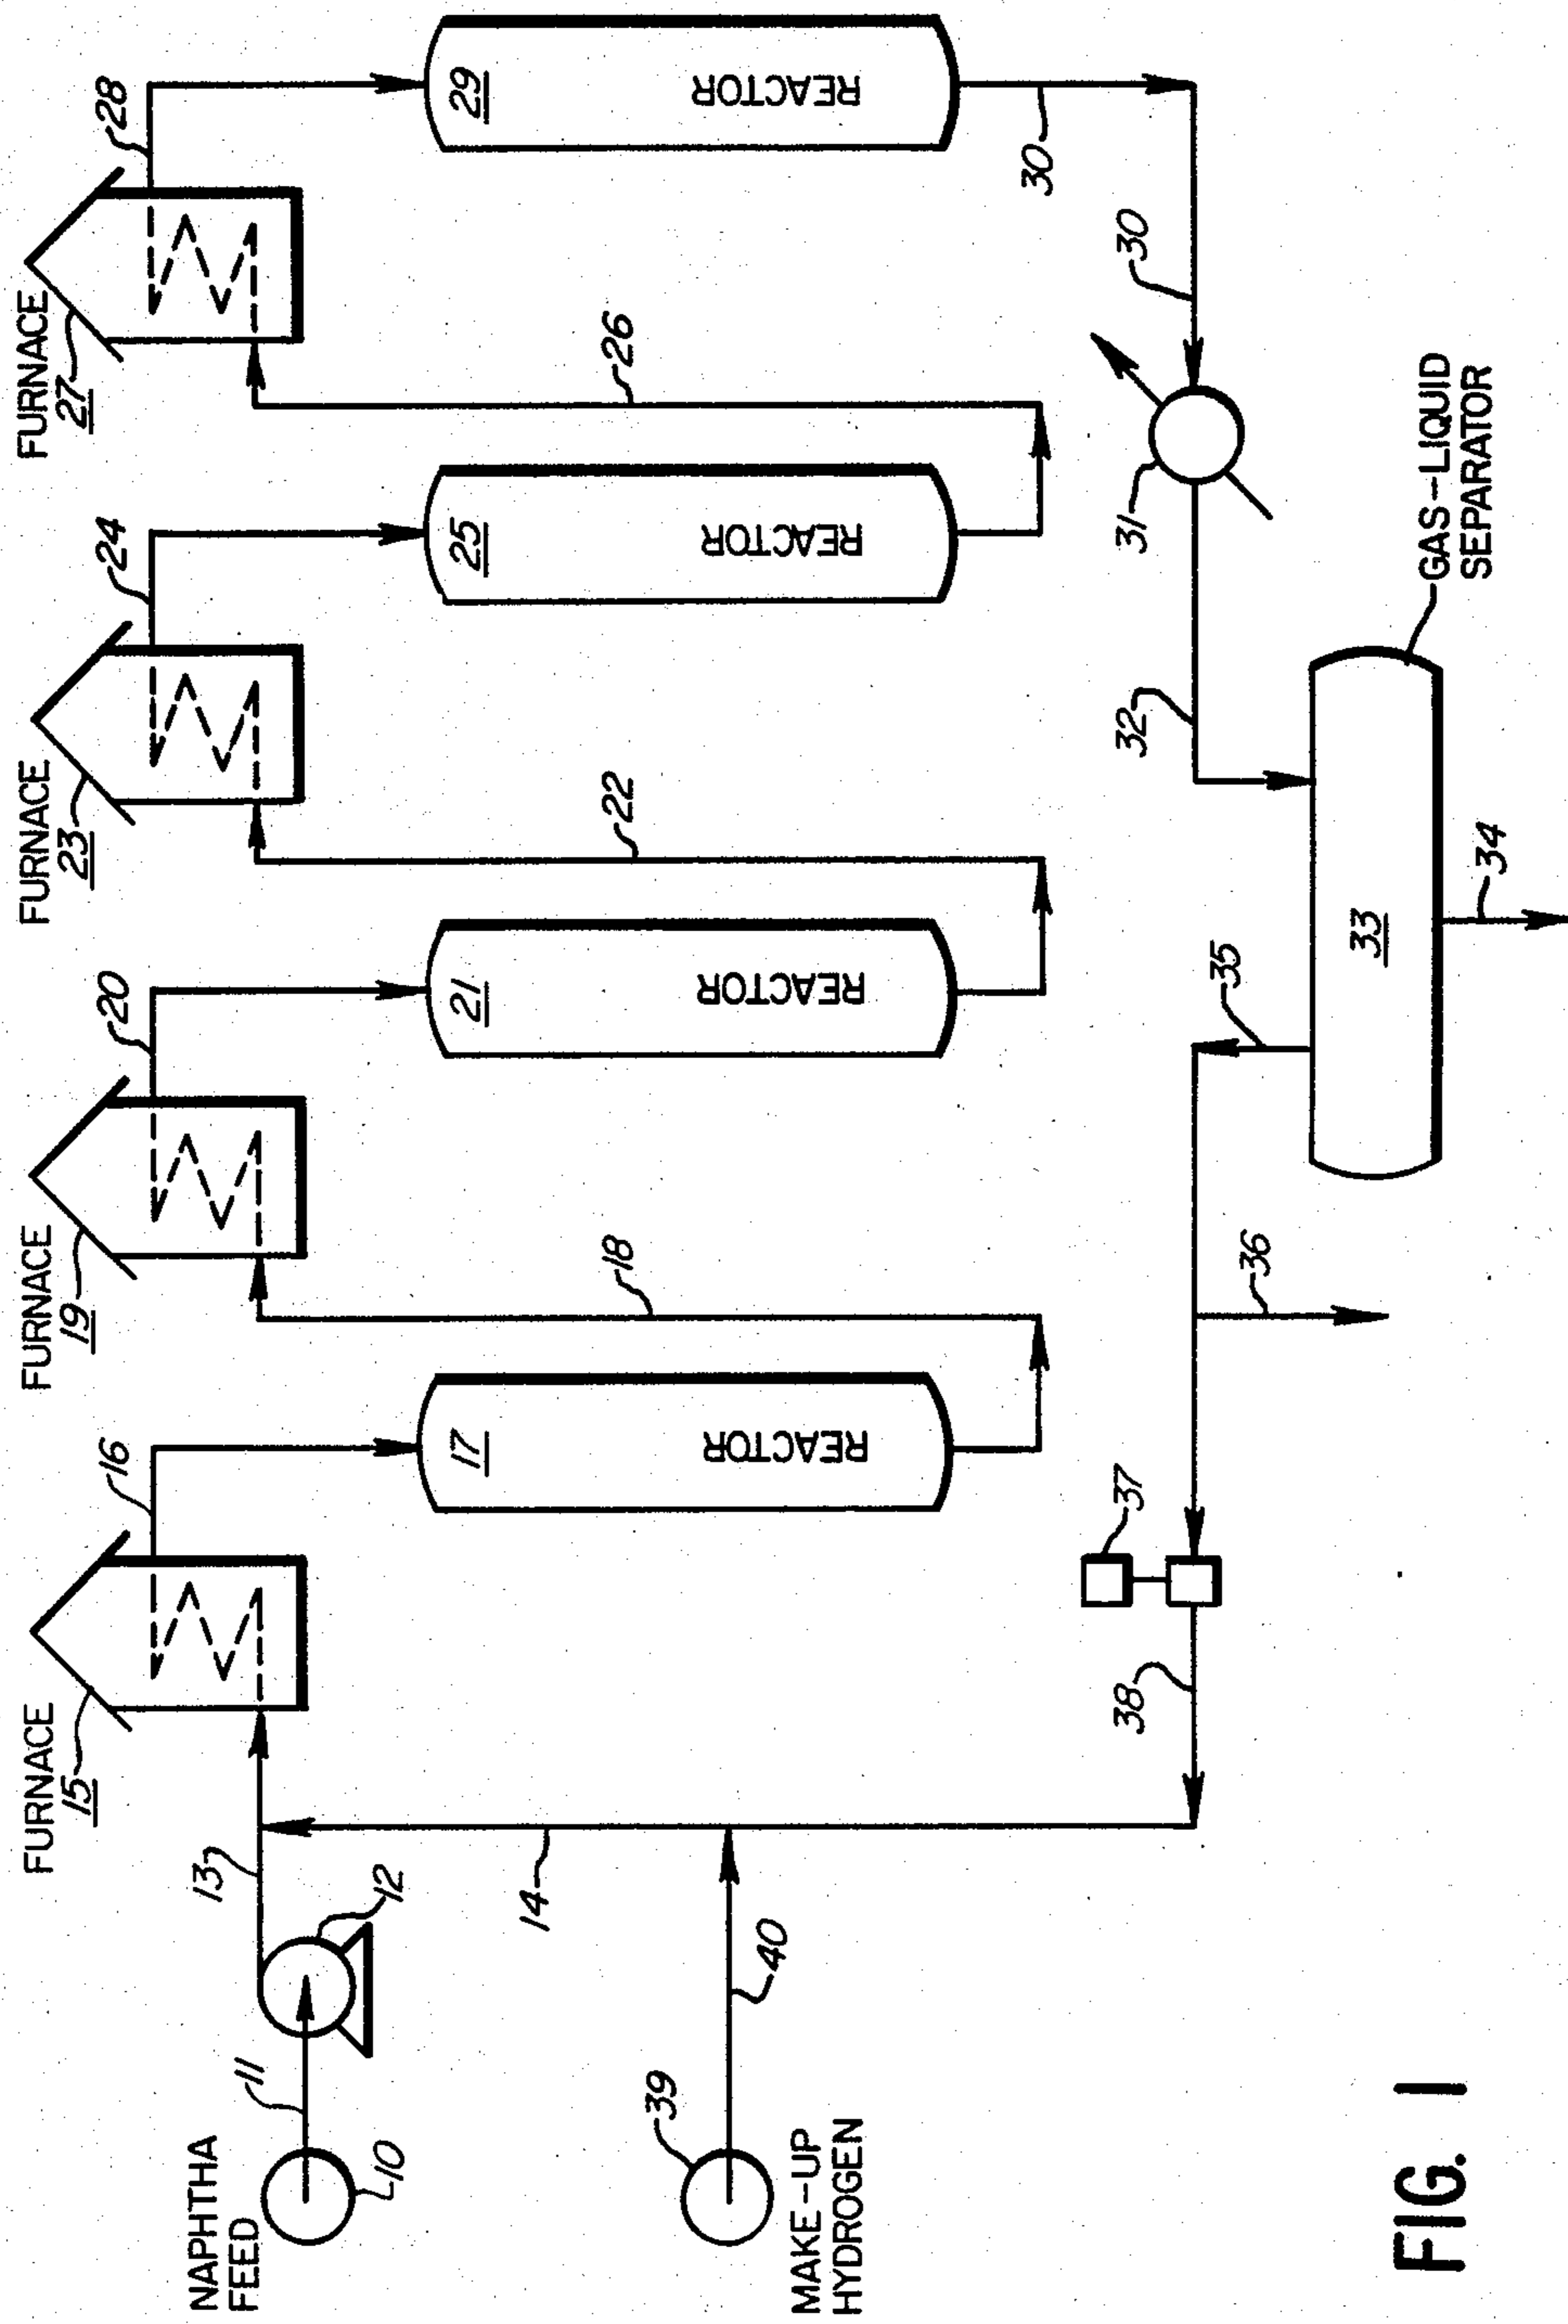 FURNACE
15
FURNACE
19
FURNACE
23
FURNACE
27
16
20
24
28
13
12
11
NAPHTHA
FEED
10
17
REACTOR
21
REACTOR
25
REACTOR
29
REACTOR
14
18
22
26
30
39
40
MAKE-UP
HYDROGEN
38
37
36
35
32
31
30
33
34
GAS-LIQUID
SEPARATOR
FIG. 1